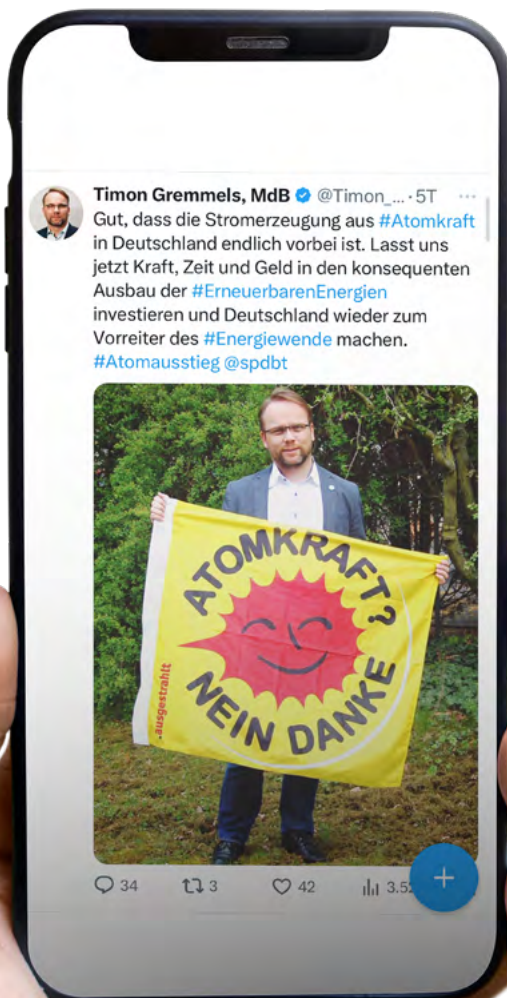 Timon Gremmels, MdB @Timon_... · 5T ...
Gut, dass die Stromerzeugung aus #Atomkraft
in Deutschland endlich vorbei ist. Lasst uns
jetzt Kraft, Zeit und Geld in den konsequenten
Ausbau der #ErneuerbarenEnergien
investieren und Deutschland wieder zum
Vorreiter des #Energiewende machen.
#Atomausstieg @spdbt
ATOMKRAFT?
NEIN DANKE
.ausgestrahlt
34 3 42 3.52
+